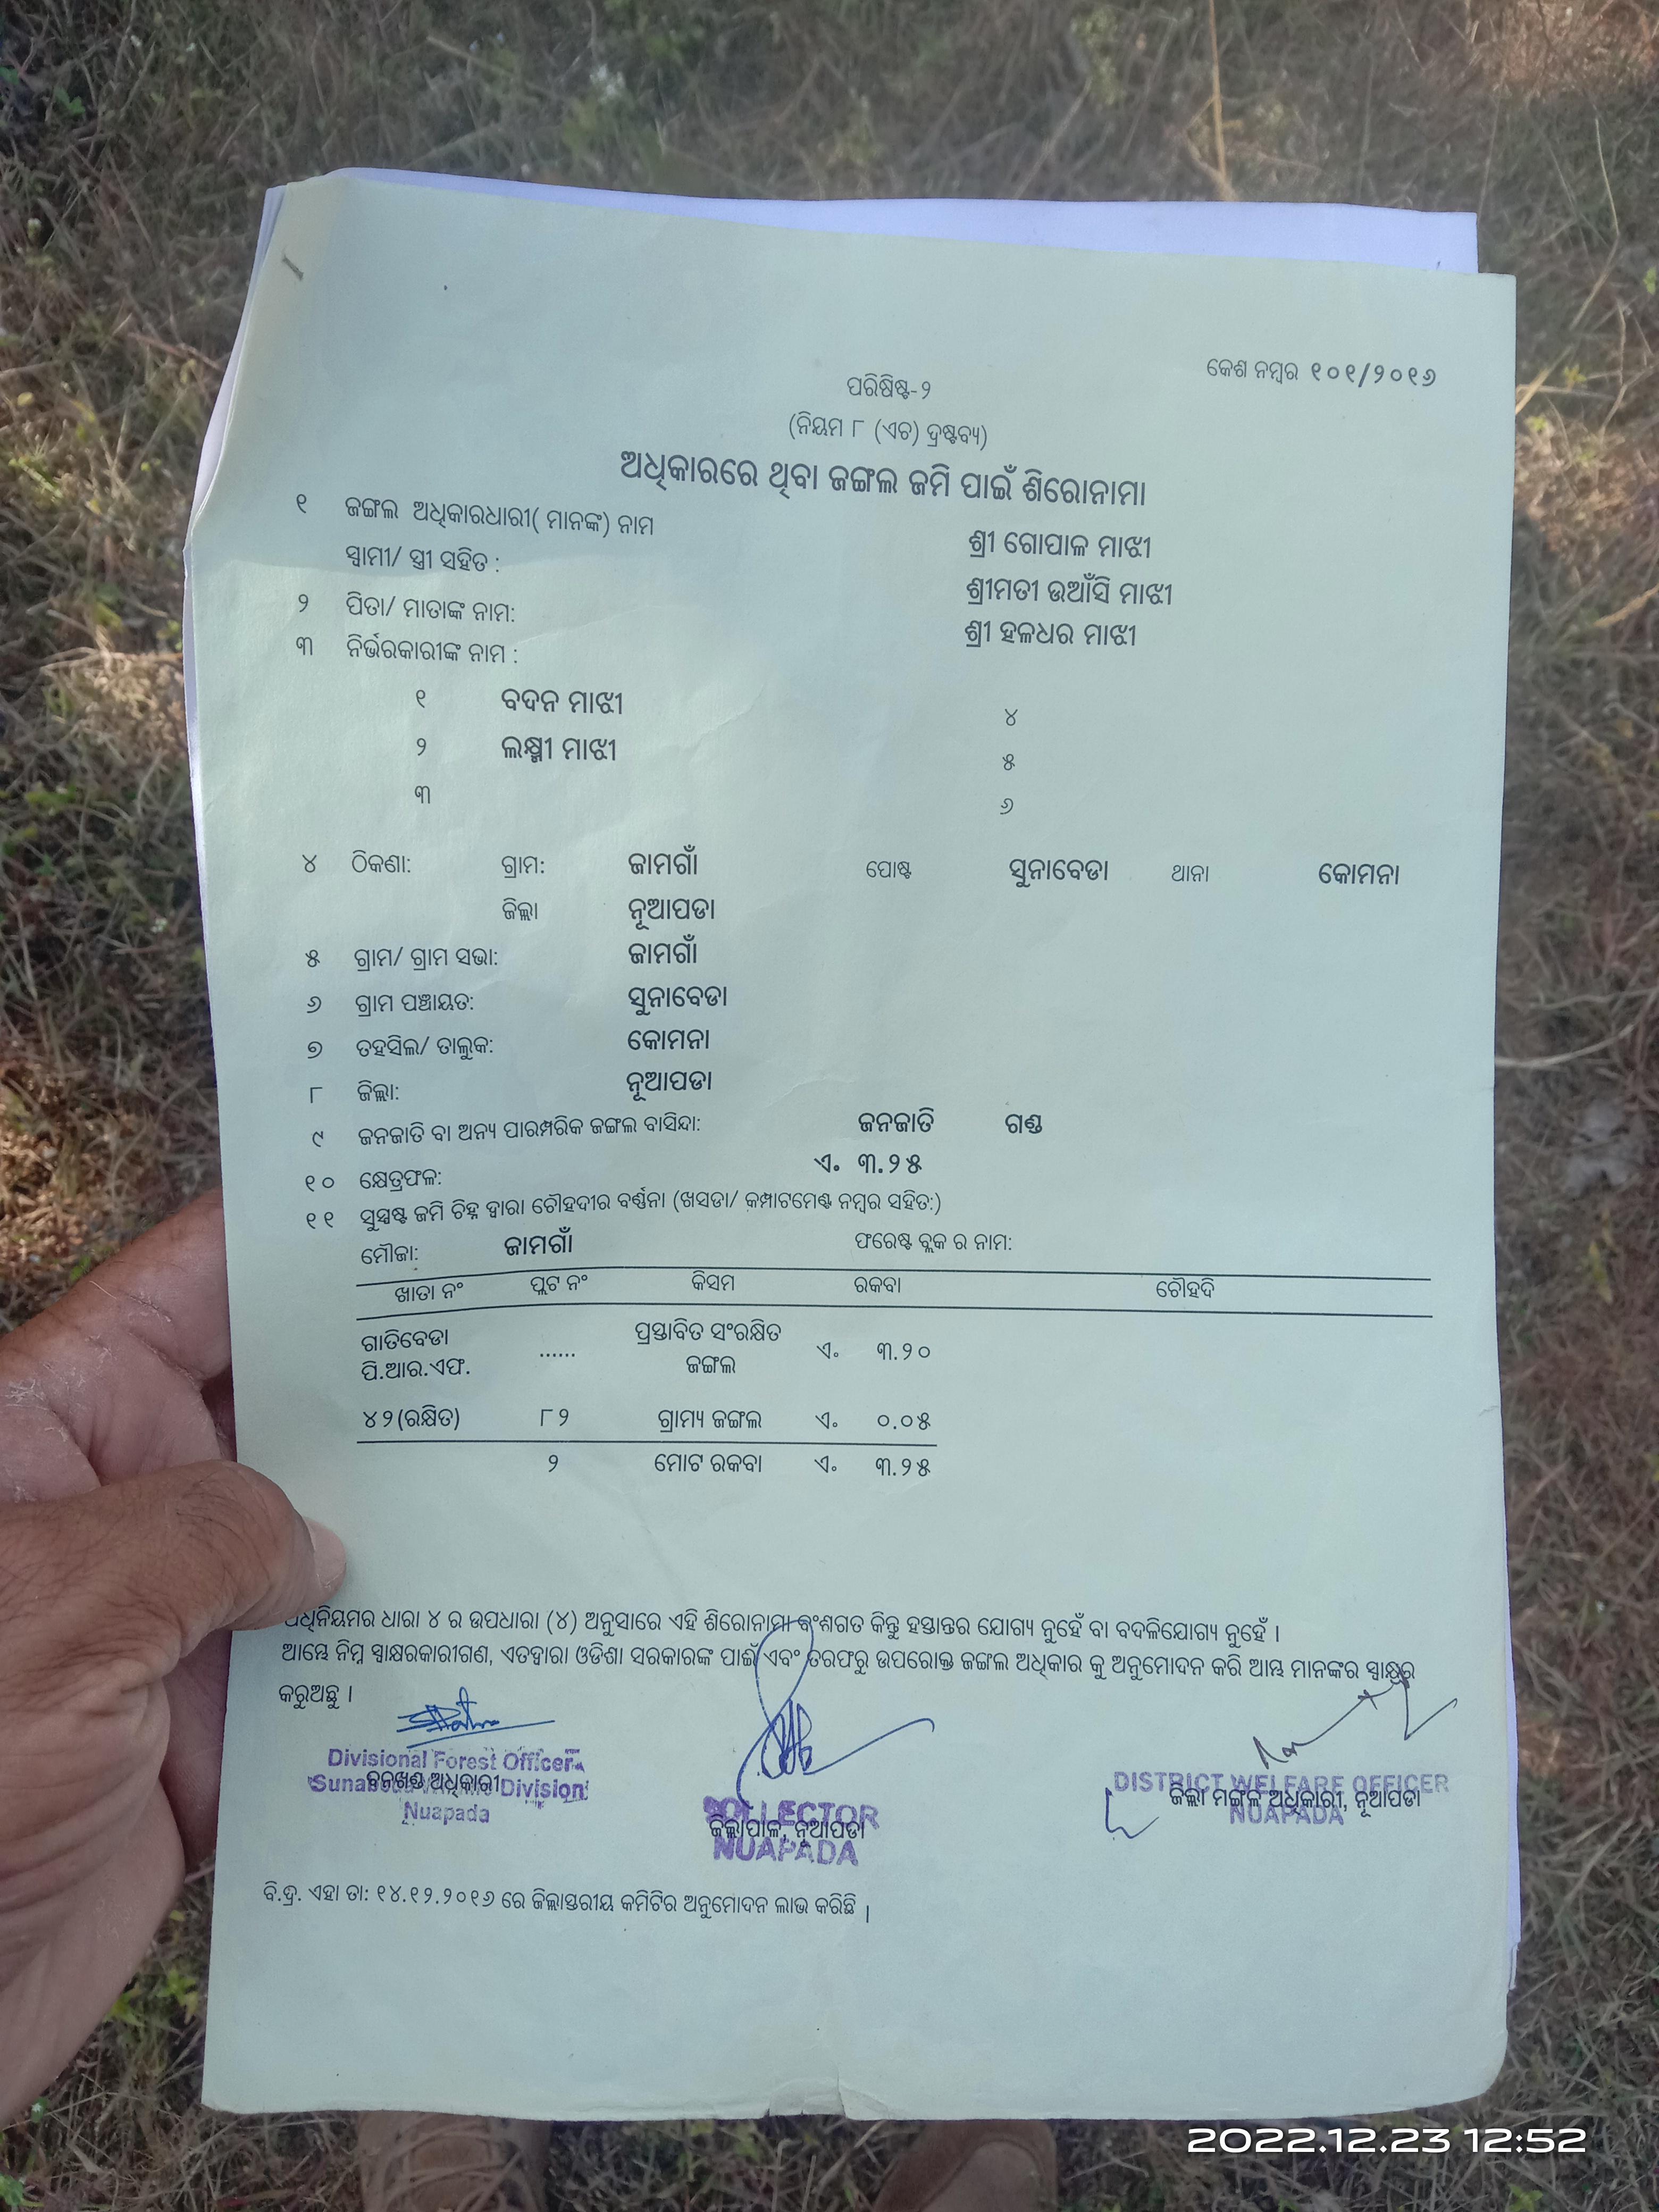 କେଶ ନମ୍ବର ୧୦୧/୨୦୧୬
ପରିଷିଷ୍ଟ-୨
(ନିୟମ ୮ (ଏଚ) ଦ୍ରଷ୍ଟବ୍ୟ)
ଅଧିକାରରେ ଥିବା ଜଙ୍ଗଲ ଜମି ପାଇଁ ଶିରୋନାମା
୧ ଜଙ୍ଗଲ ଅଧିକାରଧାରୀ( ମାନଙ୍କ) ନାମ ଶ୍ରୀ ଗୋପାଳ ମାଝୀ
ସ୍ୱାମୀ/ ସ୍ତ୍ରୀ ସହିତ : ଶ୍ରୀମତୀ ଉଆଁସି ମାଝୀ
୨ ପିତା/ ମାତାଙ୍କ ନାମ: ଶ୍ରୀ ହଳଧର ମାଝୀ
୩ ନିର୍ଭରକାରୀଙ୍କ ନାମ :
୧ ବଦନ ମାଝୀ ୪
୨ ଲକ୍ଷ୍ମୀ ମାଝୀ ୫
୩ ୬
୪ ଠିକଣା: ଗ୍ରାମ: ଜାମଗାଁ ପୋଷ୍ଟ ସୁନାବେଡା ଥାନା କୋମନା
ଜିଲ୍ଲା ନୂଆପଡା
୫ ଗ୍ରାମ/ ଗ୍ରାମ ସଭା: ଜାମଗାଁ
୬ ଗ୍ରାମ ପଞ୍ଚାୟତ: ସୁନାବେଡା
୭ ତହସିଲ/ ତାଲୁକ: କୋମନା
୮ ଜିଲ୍ଲା: ନୂଆପଡା
୯ ଜନଜାତି ବା ଅନ୍ୟ ପାରମ୍ପରିକ ଜଙ୍ଗଲ ବାସିନ୍ଦା: ଜନଜାତି ଗଣ୍ଡ
୧୦ କ୍ଷେତ୍ରଫଳ: ଏଂ ୩.୨୫
୧୧ ସୁସ୍ପଷ୍ଟ ଜମି ଚିହ୍ନ ଦ୍ୱାରା ଚୌହଦୀର ବର୍ଣ୍ଣନା (ଖସଡା/ କମ୍ପାଟମେଣ୍ଟ ନମ୍ବର ସହିତ:)
ମୌଜା: ଜାମଗାଁ ଫରେଷ୍ଟ ବ୍ଲକ ର ନାମ:
ଖାତା ନଂ ପ୍ଲଟ ନଂ କିସମ ରକବା ଚୌହଦି
ଗାତିବେଡା ପି.ଆର.ଏଫ. ...... ପ୍ରସ୍ତାବିତ ସଂରକ୍ଷିତ ଜଙ୍ଗଲ ଏଂ ୩.୨୦
୪୨(ରକ୍ଷିତ) ୮୨ ଗ୍ରାମ୍ୟ ଜଙ୍ଗଲ ଏଂ ୦.୦୫
୨ ମୋଟ ରକବା ଏଂ ୩.୨୫
ଅଧିନିୟମର ଧାରା ୪ ର ଉପଧାରା (୪) ଅନୁସାରେ ଏହି ଶିରୋନାମା ବଂଶଗତ କିନ୍ତୁ ହସ୍ତାନ୍ତର ଯୋଗ୍ୟ ନୁହେଁ ବା ବଦଳିଯୋଗ୍ୟ ନୁହେଁ ।
ଆମ୍ଭେ ନିମ୍ନ ସ୍ୱାକ୍ଷରକାରୀଗଣ, ଏତଦ୍ୱାରା ଓଡିଶା ସରକାରଙ୍କ ପାଇଁ ଏବଂ ତରଫରୁ ଉପରୋକ୍ତ ଜଙ୍ଗଲ ଅଧିକାର କୁ ଅନୁମୋଦନ କରି ଆମ୍ଭ ମାନଙ୍କର ସ୍ୱାକ୍ଷର
କରୁଅଛୁ ।
Divisional Forest Officer
ବନଖଣ୍ଡ ଅଧିକାରୀ
Division
Nuapada
COLLECTOR
ଜିଲ୍ଲାପାଳ, ନୂଆପଡା
NUAPADA
DISTRICT WELFARE OFFICER
ଜିଲ୍ଲା ମଙ୍ଗଳ ଅଧିକାରୀ, ନୂଆପଡା
NUAPADA
ବି.ଦ୍ର. ଏହା ତା: ୧୪.୧୨.୨୦୧୬ ରେ ଜିଲ୍ଲାସ୍ତରୀୟ କମିଟିର ଅନୁମୋଦନ ଲାଭ କରିଛି ।
2022.12.23 12:52